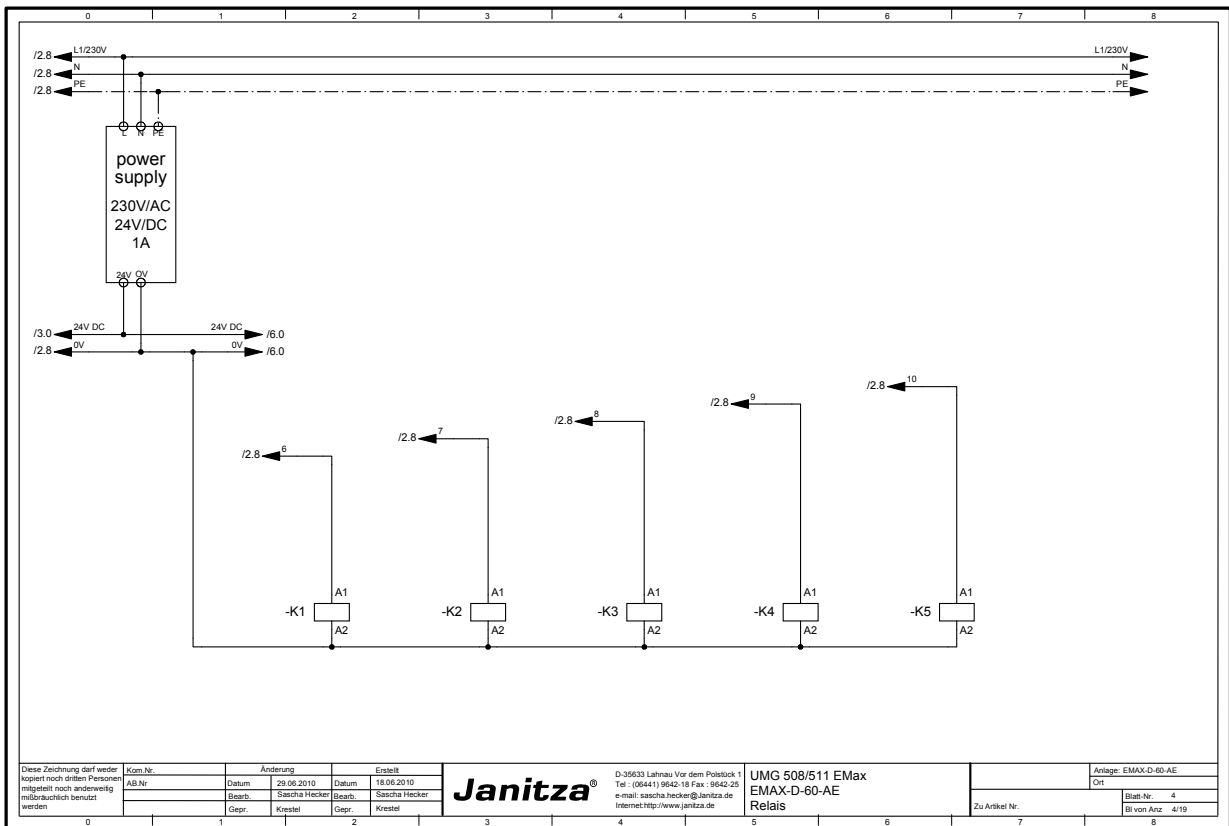 0 1 2 3 4 5 6 7 8
/2.8 L1/230V L1/230V
/2.8 N N
/2.8 PE PE
L N PE
power
supply
230V/AC
24V/DC
1A
24V OV
/3.0 24V DC 24V DC /6.0
/2.8 0V 0V /6.0
/2.8 10
/2.8 9
/2.8 8
/2.8 7
/2.8 6
A1 A1 A1 A1 A1
-K1 -K2 -K3 -K4 -K5
A2 A2 A2 A2 A2
Diese Zeichnung darf weder
kopiert noch dritten Personen
mitgeteilt noch anderweitig
mißbräuchlich benutzt
werden
Kom.Nr. Änderung Erstellt
AB.Nr Datum 29.06.2010 Datum 18.06.2010
Bearb. Sascha Hecker Bearb. Sascha Hecker
Gepr. Krestel Gepr. Krestel
Janitza®
D-35633 Lahnau Vor dem Polstück 1
Tel : (06441) 9642-18 Fax : 9642-25
e-mail: sascha.hecker@Janitza.de
Internet:http://www.janitza.de
UMG 508/511 EMax
EMAX-D-60-AE
Relais
Zu Artikel Nr.
Anlage: EMAX-D-60-AE
Ort
Blatt-Nr. 4
Bl von Anz 4/19
0 1 2 3 4 5 6 7 8